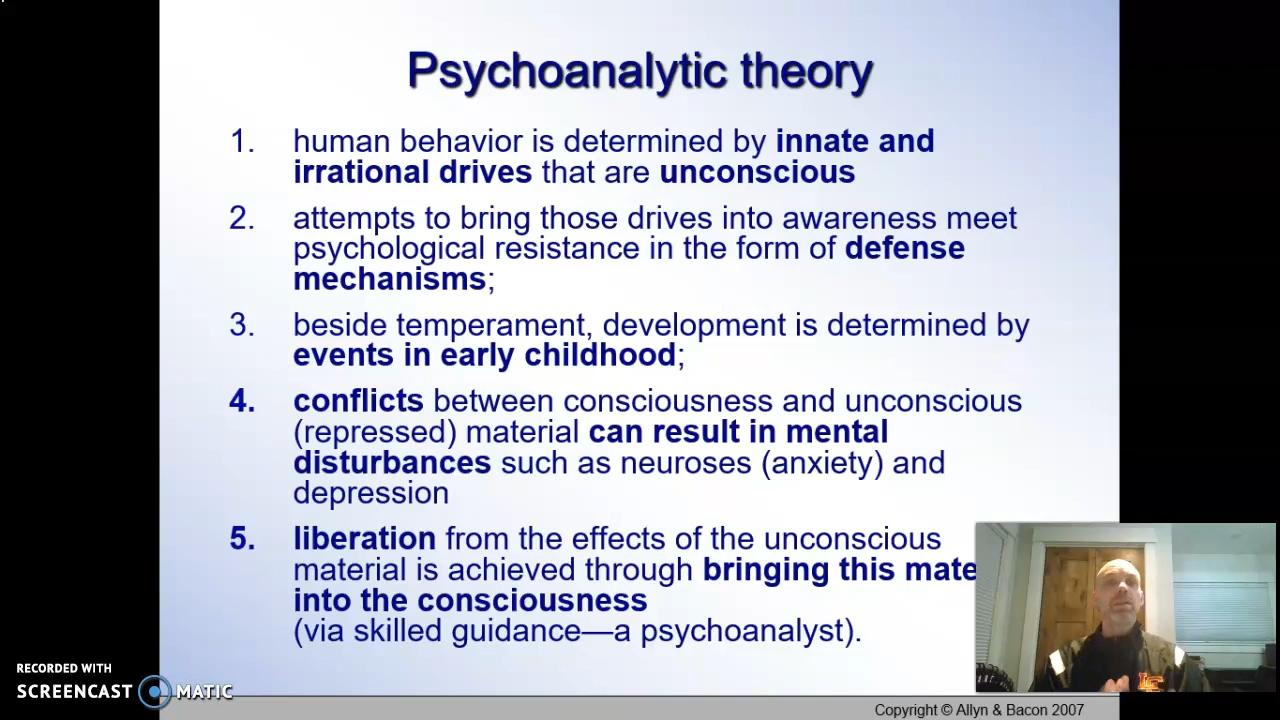 Psychoanalytic theory
1. human behavior is determined by innate and
irrational drives that are unconscious
2. attempts to bring those drives into awareness meet
psychological resistance in the form of defense
mechanisms;
3. beside temperament, development is determined by
events in early childhood;
4. conflicts between consciousness and unconscious
(repressed) material can result in mental
disturbances such as neuroses (anxiety) and
depression
5. liberation from the effects of the unconscious
material is achieved through bringing this mate
into the consciousness
(via skilled guidance—a psychoanalyst).
RECORDED WITH
SCREENCAST MATIC
Copyright © Allyn & Bacon 2007